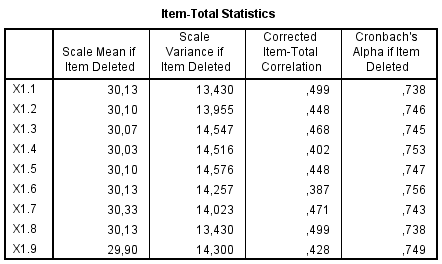 Item-Total Statistics
Scale Mean if Item Deleted Scale Variance if Item Deleted Corrected Item-Total Correlation Cronbach's Alpha if Item Deleted
X1.1 30,13 13,430 ,499 ,738
X1.2 30,10 13,955 ,448 ,746
X1.3 30,07 14,547 ,468 ,745
X1.4 30,03 14,516 ,402 ,753
X1.5 30,10 14,576 ,448 ,747
X1.6 30,13 14,257 ,387 ,756
X1.7 30,33 14,023 ,471 ,743
X1.8 30,13 13,430 ,499 ,738
X1.9 29,90 14,300 ,428 ,749